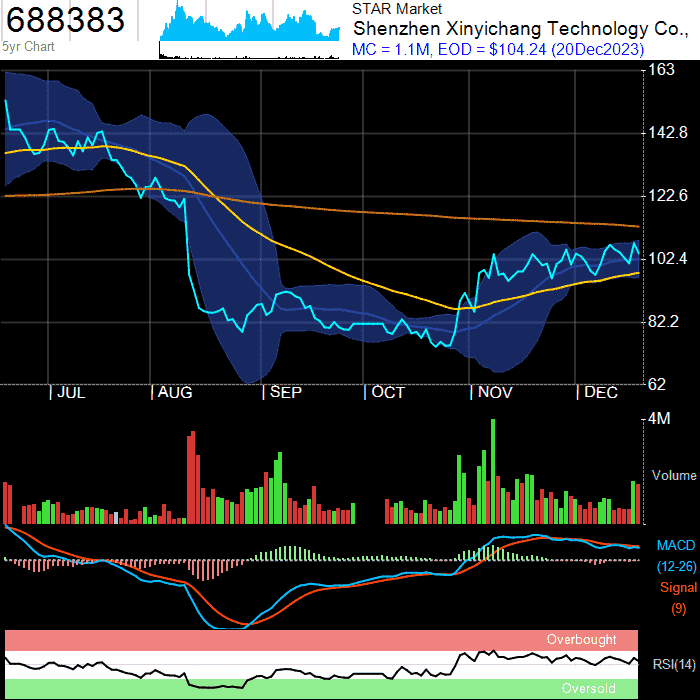 688383
5yr Chart
STAR Market
Shenzhen Xinyichang Technology Co.,
MC = 1.1M, EOD = $104.24 (20Dec2023)
163
142.8
122.6
102.4
82.2
62
JUL AUG SEP OCT NOV DEC
4M
Volume
MACD
(12-26)
Signal
(9)
Overbought
RSI(14)
Oversold